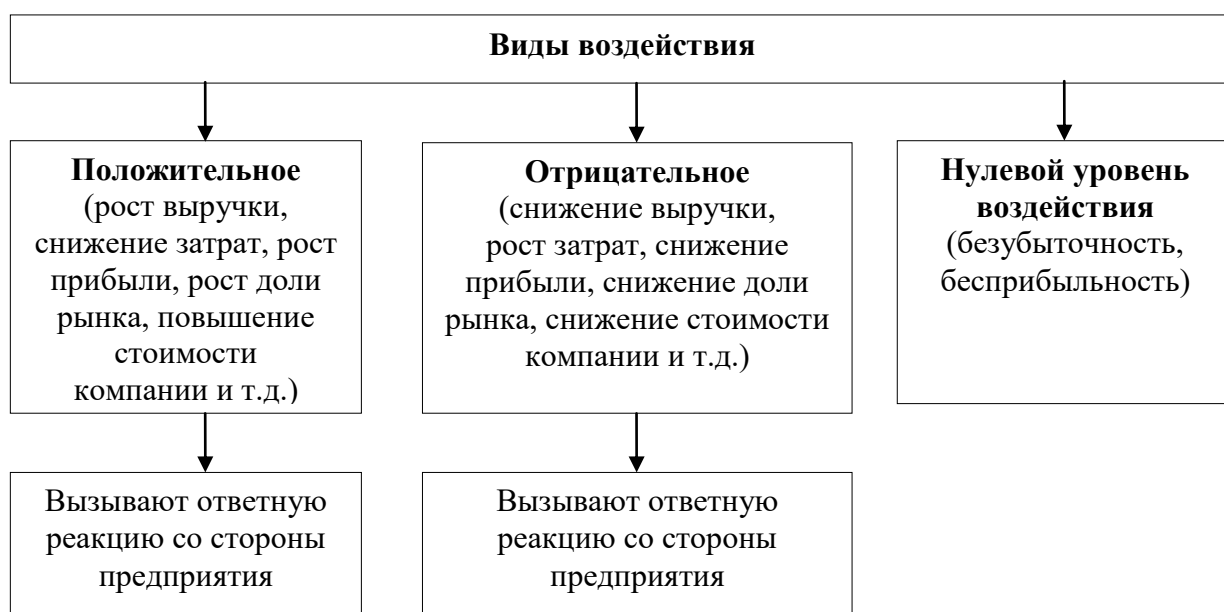 Виды воздействия
Положительное
(рост выручки,
снижение затрат, рост
прибыли, рост доли
рынка, повышение
стоимости
компании и т.д.)
Отрицательное
(снижение выручки,
рост затрат, снижение
прибыли, снижение доли
рынка, снижение стоимости
компании и т.д.)
Нулевой уровень
воздействия
(безубыточность,
бесприбыльность)
Вызывают ответную
реакцию со стороны
предприятия
Вызывают ответную
реакцию со стороны
предприятия